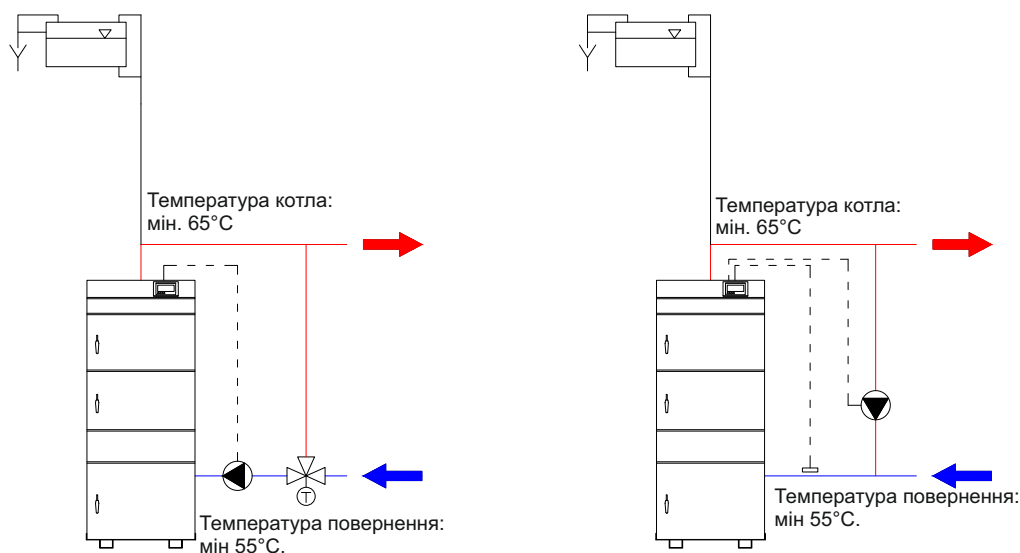 Температура котла:
мін. 65°C
Температура повернення:
мін 55°C.
T
Температура котла:
мін. 65°C
Температура повернення:
мін 55°C.